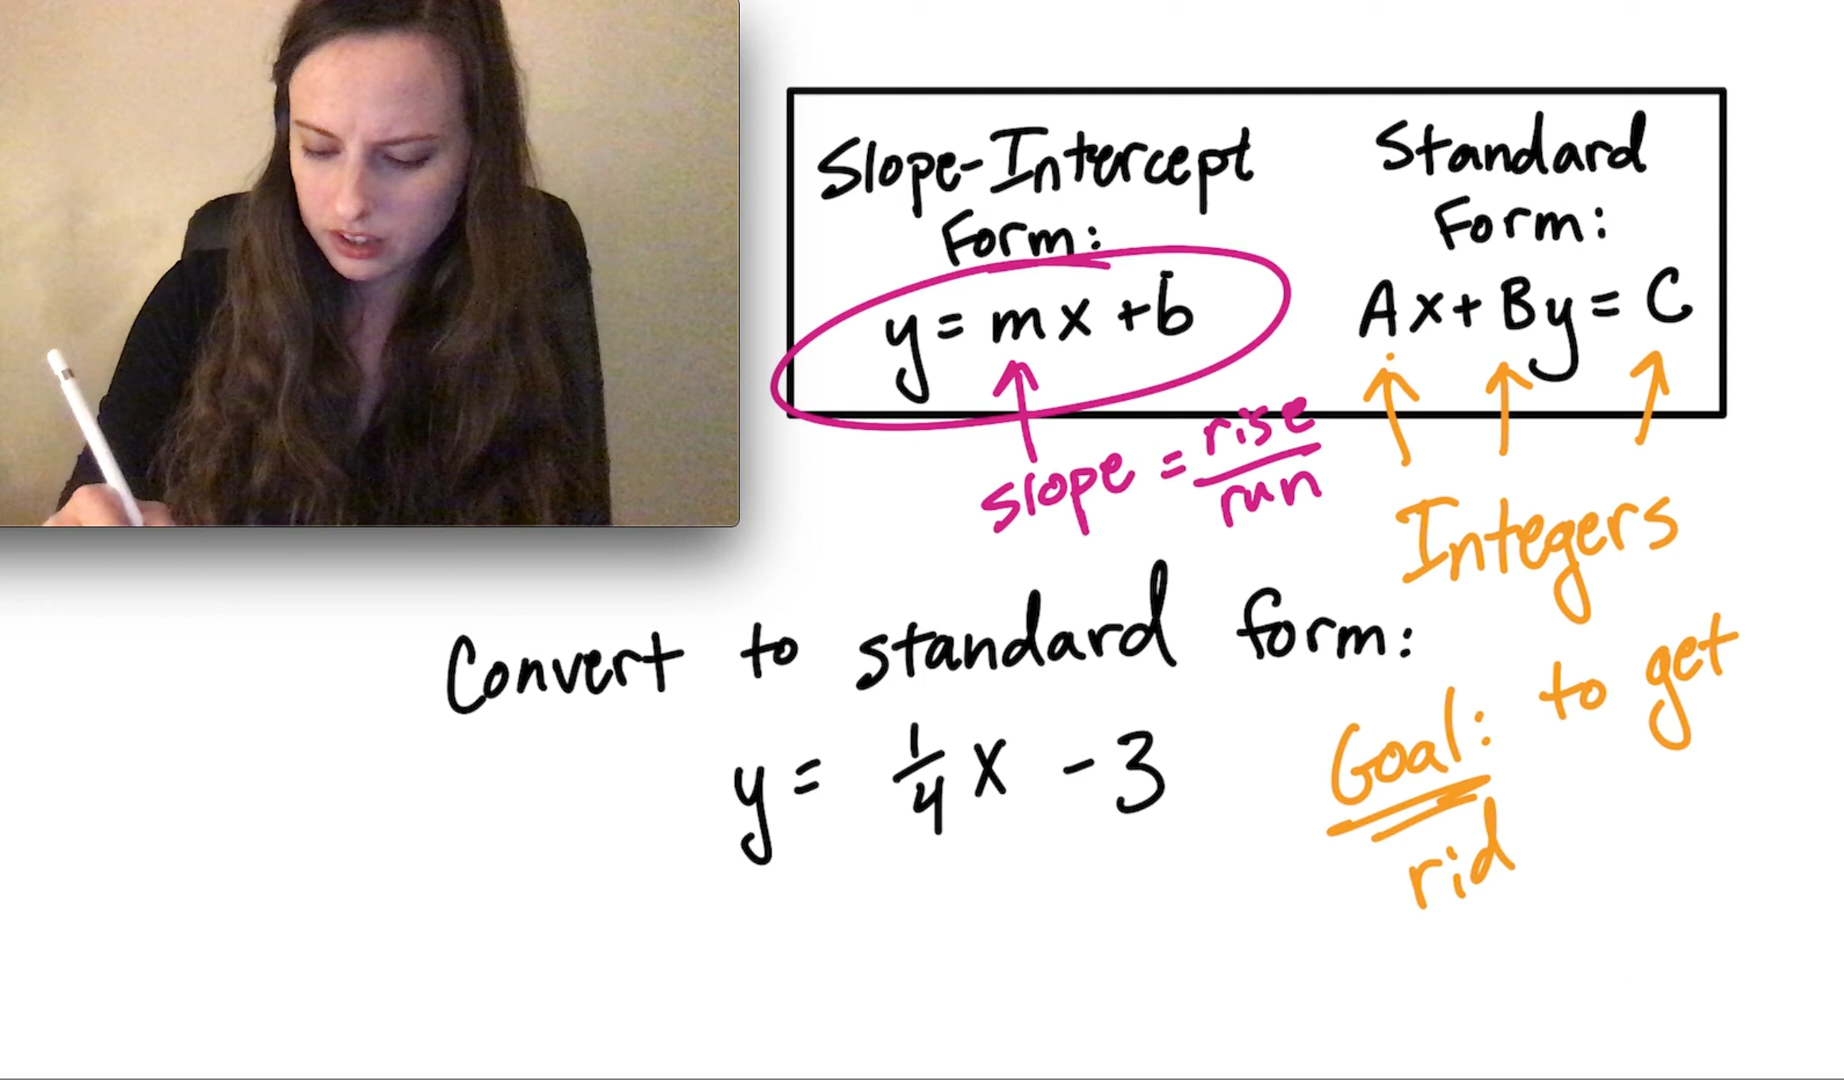 Slope-Intercept
Form:
y = mx + b
Standard
Form:
Ax + By = C
slope = rise/run
Integers
Convert to standard form:
y = 1/4 x - 3
Goal: to get
rid